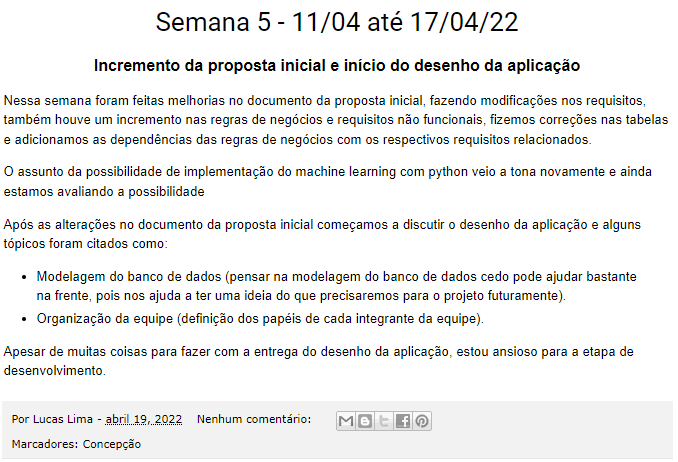 Semana 5 - 11/04 até 17/04/22
Incremento da proposta inicial e início do desenho da aplicação
Nessa semana foram feitas melhorias no documento da proposta inicial, fazendo modificações nos requisitos,
também houve um incremento nas regras de negócios e requisitos não funcionais, fizemos correções nas tabelas
e adicionamos as dependências das regras de negócios com os respectivos requisitos relacionados.
O assunto da possibilidade de implementação do machine learning com python veio a tona novamente e ainda
estamos avaliando a possibilidade
Após as alterações no documento da proposta inicial começamos a discutir o desenho da aplicação e alguns
tópicos foram citados como:
• Modelagem do banco de dados (pensar na modelagem do banco de dados cedo pode ajudar bastante
na frente, pois nos ajuda a ter uma ideia do que precisaremos para o projeto futuramente).
• Organização da equipe (definição dos papéis de cada integrante da equipe).
Apesar de muitas coisas para fazer com a entrega do desenho da aplicação, estou ansioso para a etapa de
desenvolvimento.
Por Lucas Lima - abril 19, 2022 Nenhum comentário:
Marcadores: Concepção